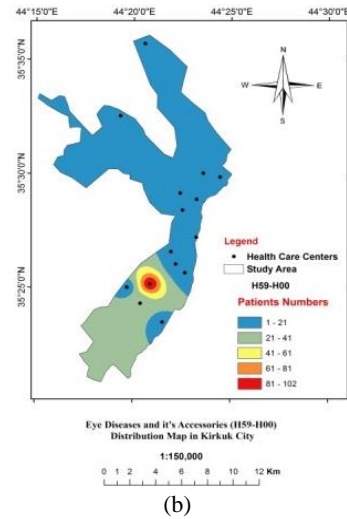 44°15'0"E 44°20'0"E 44°25'0"E 44°30'0"E
35°35'0"N
35°30'0"N
35°25'0"N
N
W E
S
Legend
Health Care Centers
Study Area
H59-H00
Patients Numbers
1 - 21
21 - 41
41 - 61
61 - 81
81 - 102
Eye Diseases and it's Accessories (H59-H00)
Distribution Map in Kirkuk City
1:150,000
0 1 2 4 6 8 10 12 Km
(b)